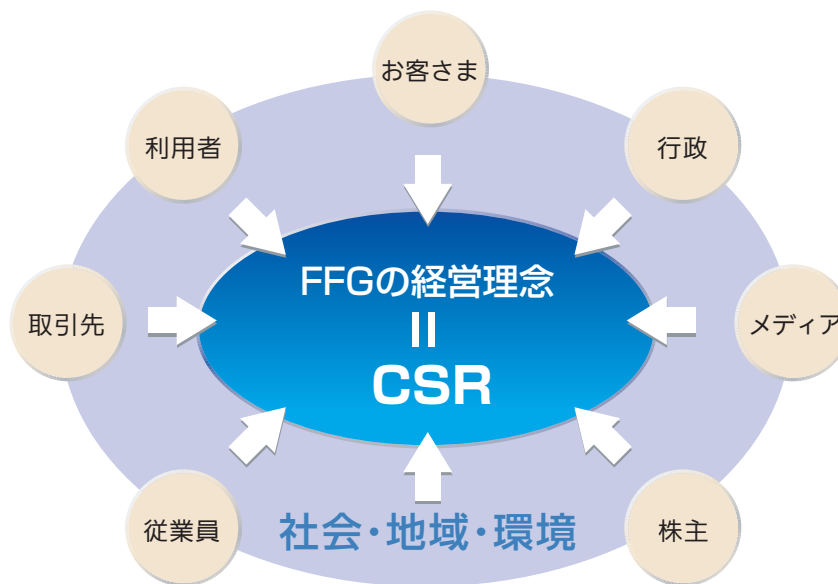 お客さま
利用者
行政
FFGの経営理念
=
CSR
取引先
メディア
従業員
社会・地域・環境
株主